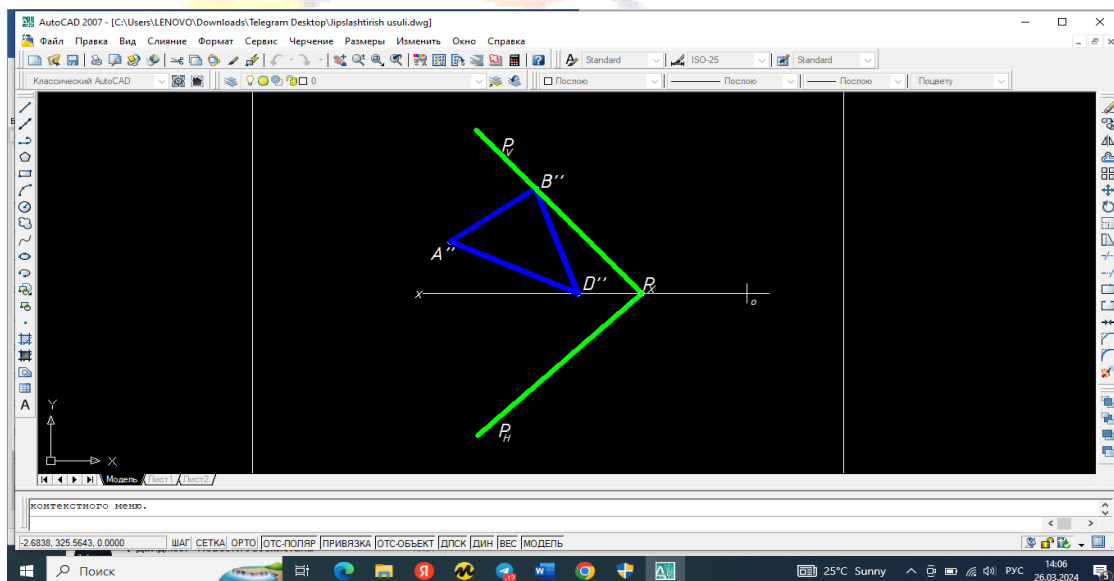 AutoCAD 2007 - [C:\Users\LENOVO\Downloads\Telegram Desktop\Jipslashtirish usuli.dwg]
Файл Правка Вид Слияние Формат Сервис Черчение Размеры Изменить Окно Справка
Standard ISO-25 Standard
Классический AutoCAD 0 Послою Послою Послою Поцвету
PV
B''
A''
D'' PX
X
o
PH
Y
X
A
Модель Лист1 Лист2
контекстного меню.
-2.6838, 325.5643, 0.0000 ШАГ СЕТКА ОРТО ОТС-ПОЛЯР ПРИВЯЗКА ОТС-ОБЪЕКТ ДПСК ДИН ВЕС МОДЕЛЬ
Поиск 25°C Sunny РУС 14:06
26.03.2024